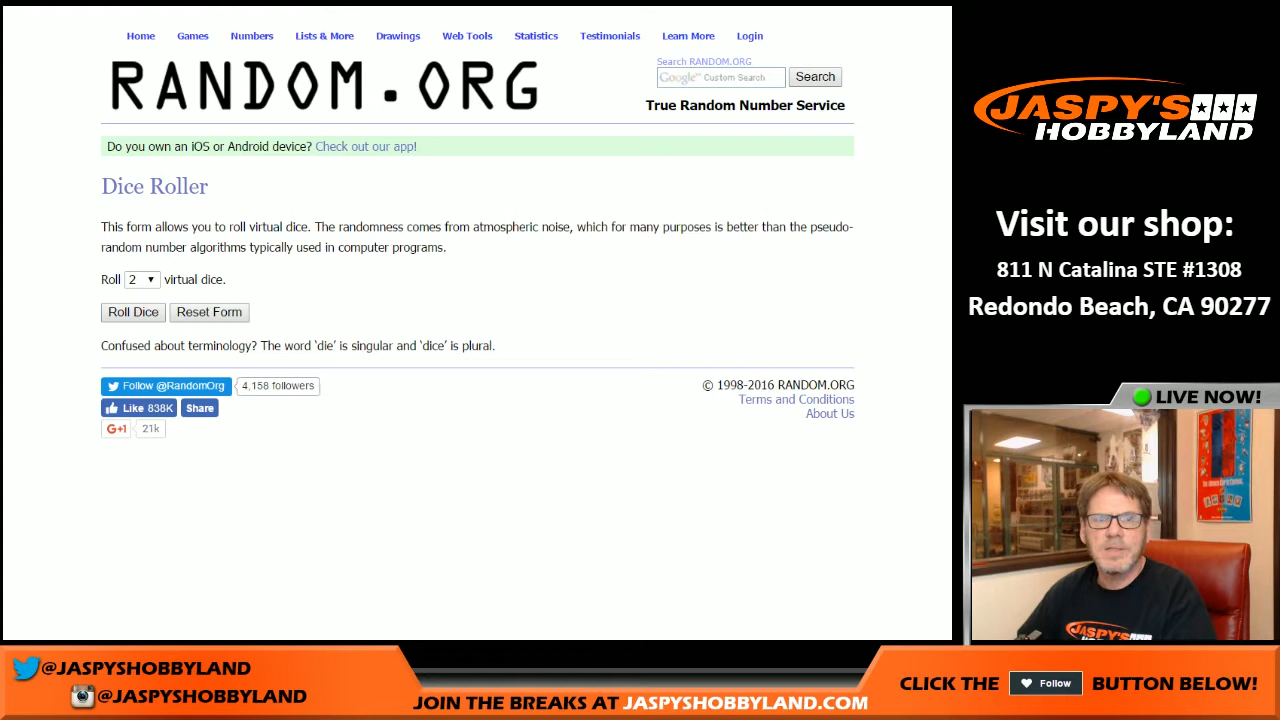 Home Games Numbers Lists & More Drawings Web Tools Statistics Testimonials Learn More Login
RANDOM.ORG
Search RANDOM.ORG
Google™ Custom Search Search
True Random Number Service
Do you own an iOS or Android device? Check out our app!
Dice Roller
This form allows you to roll virtual dice. The randomness comes from atmospheric noise, which for many purposes is better than the pseudo-
random number algorithms typically used in computer programs.
Roll 2 virtual dice.
Roll Dice Reset Form
Confused about terminology? The word ‘die’ is singular and ‘dice’ is plural.
Follow @RandomOrg 4,158 followers
Like 838K Share
G+1 21k
© 1998-2016 RANDOM.ORG
Terms and Conditions
About Us
JASPY'S
HOBBYLAND
Visit our shop:
811 N Catalina STE #1308
Redondo Beach, CA 90277
LIVE NOW!
JASPY'S
@JASPYSHOBBYLAND
@JASPYSHOBBYLAND
JOIN THE BREAKS AT JASPYSHOBBYLAND.COM
CLICK THE Follow BUTTON BELOW!